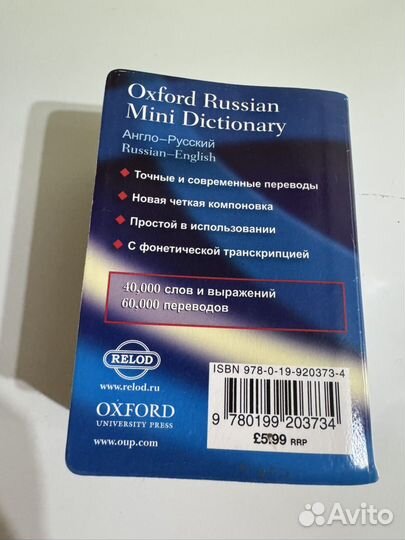 Oxford Russian
Mini Dictionary
Англо–Русский
Russian–English
Точные и современные переводы
Новая четкая компоновка
Простой в использовании
С фонетической транскрипцией
40,000 слов и выражений
60,000 переводов
RELOD
www.relod.ru
OXFORD
UNIVERSITY PRESS
www.oup.com
ISBN 978-0-19-920373-4
9 780199 203734
£5.99 RRP
Avito